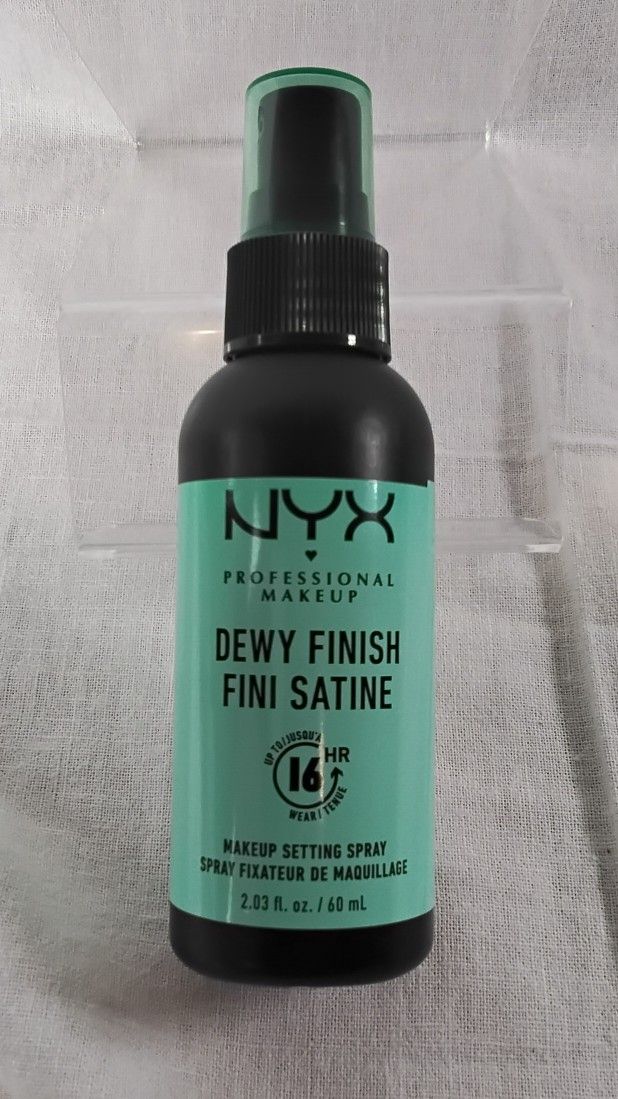 NYX
PROFESSIONAL
MAKEUP
DEWY FINISH
FINI SATINE
UP TO/JUSQU'À
16 HR
WEAR/TENUE
MAKEUP SETTING SPRAY
SPRAY FIXATEUR DE MAQUILLAGE
2.03 fl. oz. / 60 mL